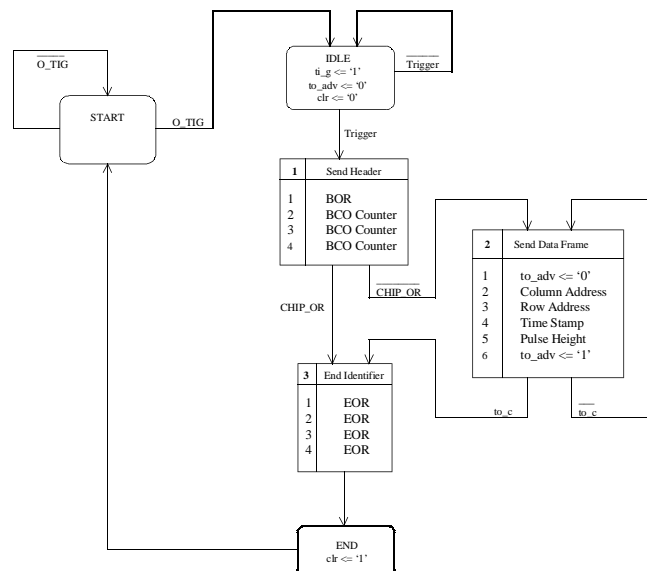 O_TIG
START
O_TIG
IDLE
ti_g <= ‘1’
to_adv <= ‘0’
clr <= ‘0’
Trigger
Trigger
1 Send Header
1 BOR
2 BCO Counter
3 BCO Counter
4 BCO Counter
CHIP_OR
CHIP_OR
2 Send Data Frame
1 to_adv <= ‘0’
2 Column Address
3 Row Address
4 Time Stamp
5 Pulse Height
6 to_adv <= ‘1’
to_c
to_c
3 End Identifier
1 EOR
2 EOR
3 EOR
4 EOR
END
clr <= ‘1’